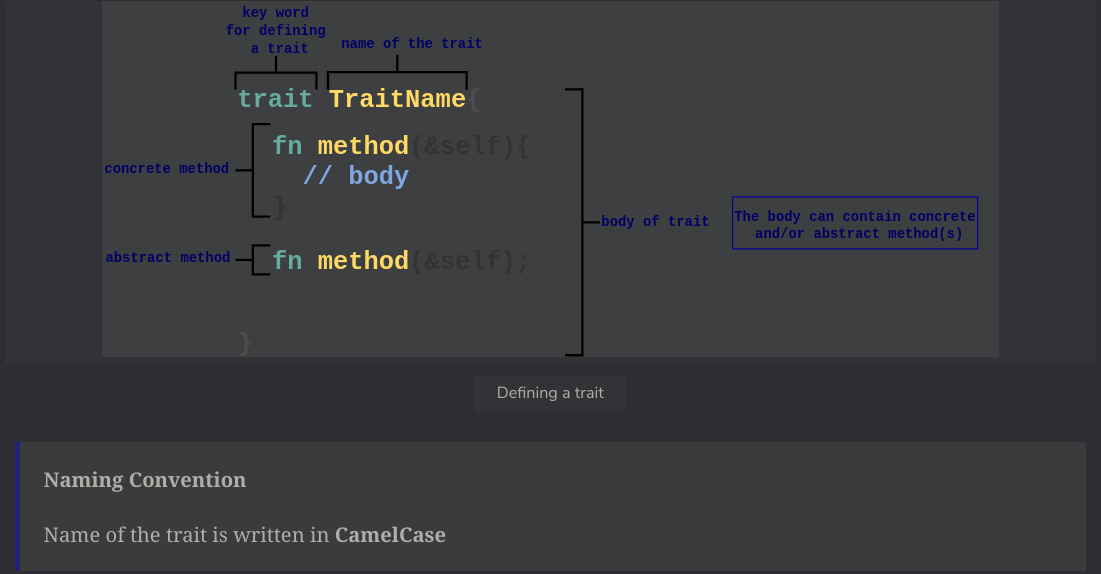 key word
for defining
a trait
name of the trait
trait TraitName{
concrete method
fn method(&self){
// body
}
abstract method
fn method(&self);
}
body of trait
The body can contain concrete
and/or abstract method(s)
Defining a trait
Naming Convention
Name of the trait is written in CamelCase